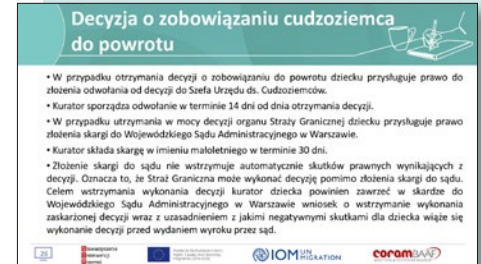 Decyzja o zobowiązaniu cudzoziemca
do powrotu
• W przypadku otrzymania decyzji o zobowiązaniu do powrotu dziecku przysługuje prawo do
złożenia odwołania od decyzji do Szefa Urzędu ds. Cudzoziemców.
• Kurator sporządza odwołanie w terminie 14 dni od dnia otrzymania decyzji.
• W przypadku utrzymania w mocy decyzji organu Straży Granicznej dziecku przysługuje prawo
złożenia skargi do Wojewódzkiego Sądu Administracyjnego w Warszawie.
• Kurator składa skargę w imieniu małoletniego w terminie 30 dni.
• Złożenie skargi do sądu nie wstrzymuje automatycznie skutków prawnych wynikających z
decyzji. Oznacza to, że Straż Graniczna może wykonać decyzję pomimo złożenia skargi do sądu.
Celem wstrzymania wykonania decyzji kurator dziecka powinien zawrzeć w skardze do
Wojewódzkiego Sądu Administracyjnego w Warszawie wniosek o wstrzymanie wykonania
zaskarżonej decyzji wraz z uzasadnieniem z jakimi negatywnymi skutkami dla dziecka wiąże się
wykonanie decyzji przed wydaniem wyroku przez sąd.
26
IOM UN MIGRATION
coramBAAF